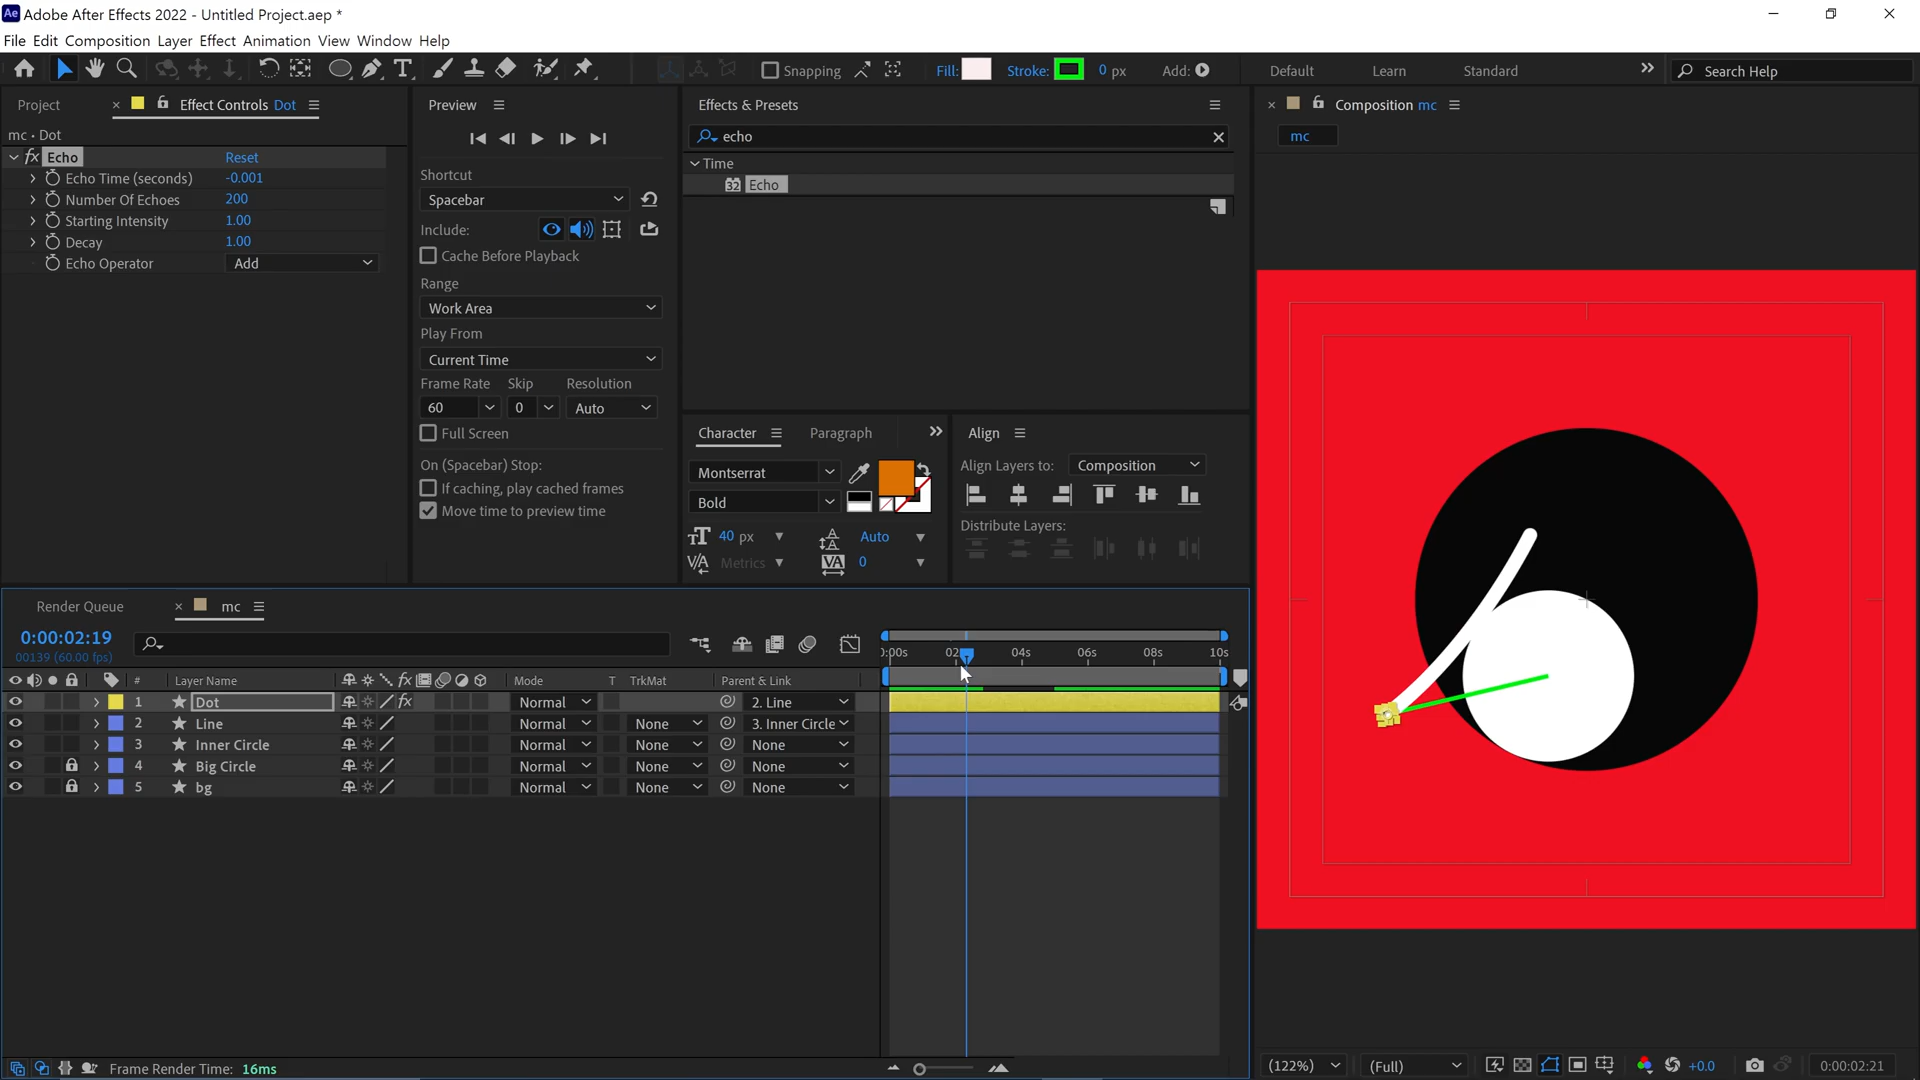 Adobe After Effects 2022 - Untitled Project.aep *
File Edit Composition Layer Effect Animation View Window Help
Snapping Fill: Stroke: 0 px Add: Default Learn Standard Search Help
Project Effect Controls Dot
mc • Dot
fx Echo Reset
Echo Time (seconds) -0.001
Number Of Echoes 200
Starting Intensity 1.00
Decay 1.00
Echo Operator Add
Preview
Shortcut
Spacebar
Include:
Cache Before Playback
Range
Work Area
Play From
Current Time
Frame Rate Skip Resolution
60 0 Auto
Full Screen
On (Spacebar) Stop:
If caching, play cached frames
Move time to preview time
Effects & Presets
echo
Time
32 Echo
Character Paragraph
Montserrat
Bold
40 px Auto
Metrics 0
Align
Align Layers to: Composition
Distribute Layers:
Composition mc
mc
Render Queue mc
0:00:02:19
00139 (60.00 fps)
# Layer Name fx Mode T TrkMat Parent & Link
1 Dot fx Normal 2. Line
2 Line Normal None 3. Inner Circle
3 Inner Circle Normal None None
4 Big Circle Normal None None
5 bg Normal None None
):00s 02 04s 06s 08s 10s
Frame Render Time: 16ms
(122%) (Full) +0.0 0:00:02:21